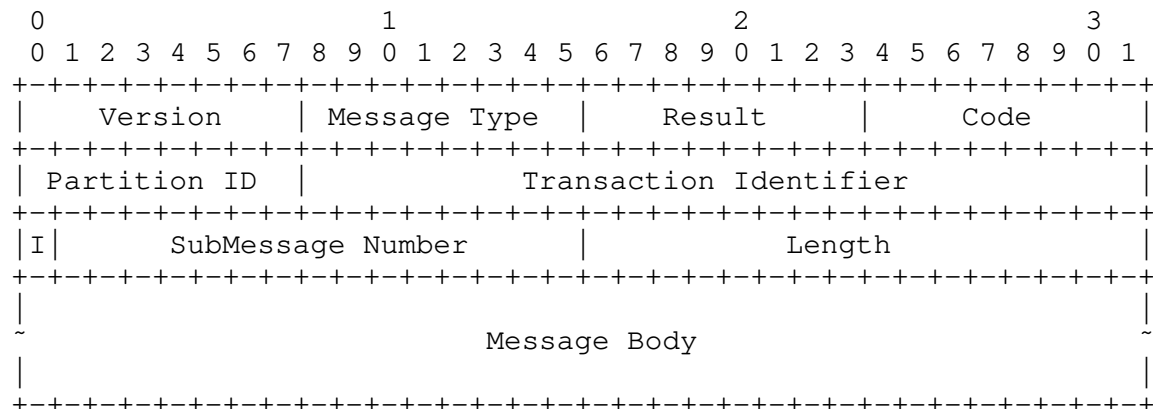 0                   1                   2                   3
 0 1 2 3 4 5 6 7 8 9 0 1 2 3 4 5 6 7 8 9 0 1 2 3 4 5 6 7 8 9 0 1
+-+-+-+-+-+-+-+-+-+-+-+-+-+-+-+-+-+-+-+-+-+-+-+-+-+-+-+-+-+-+-+-+
|    Version    | Message Type  |    Result     |     Code      |
+-+-+-+-+-+-+-+-+-+-+-+-+-+-+-+-+-+-+-+-+-+-+-+-+-+-+-+-+-+-+-+-+
| Partition ID  |            Transaction Identifier             |
+-+-+-+-+-+-+-+-+-+-+-+-+-+-+-+-+-+-+-+-+-+-+-+-+-+-+-+-+-+-+-+-+
|I|      SubMessage Number      |           Length              |
+-+-+-+-+-+-+-+-+-+-+-+-+-+-+-+-+-+-+-+-+-+-+-+-+-+-+-+-+-+-+-+-+
|                                                               |
~                          Message Body                         ~
|                                                               |
+-+-+-+-+-+-+-+-+-+-+-+-+-+-+-+-+-+-+-+-+-+-+-+-+-+-+-+-+-+-+-+-+